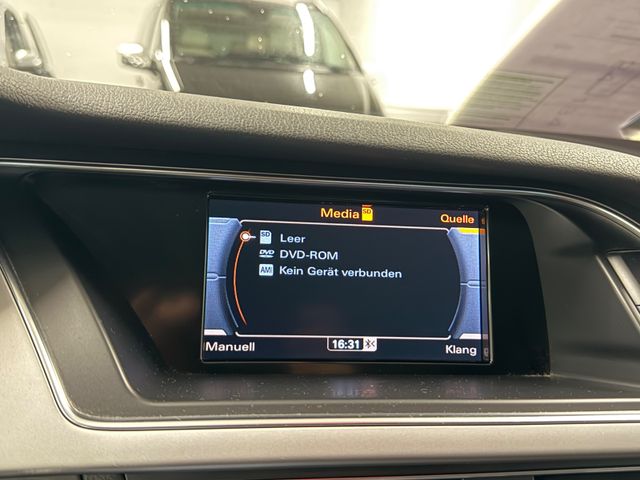 Media SD
Quelle
SD Leer
DVD DVD-ROM
AMI Kein Gerät verbunden
Manuell
16:31
Klang